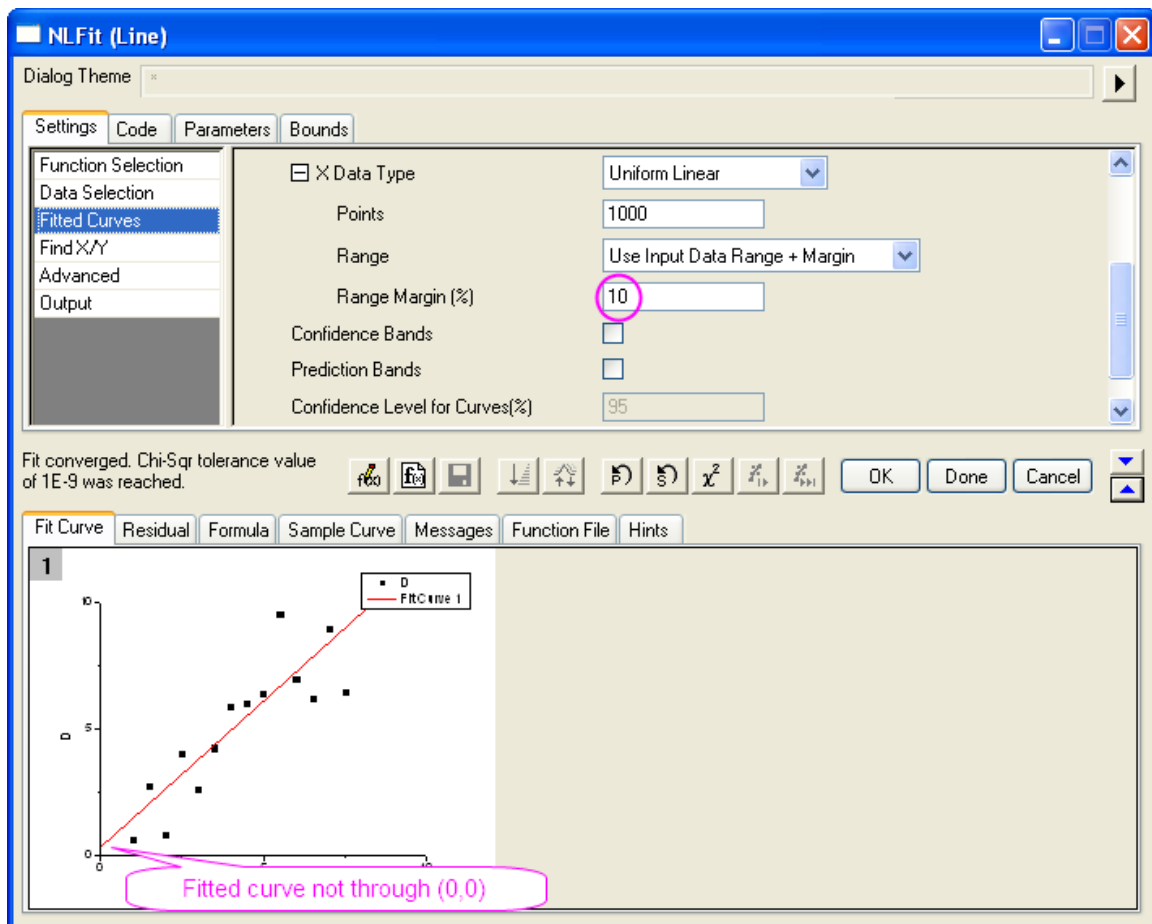 NLFit (Line)
Dialog Theme
Settings Code Parameters Bounds
Function Selection
Data Selection
Fitted Curves
Find X/Y
Advanced
Output
X Data Type Uniform Linear
Points 1000
Range Use Input Data Range + Margin
Range Margin (%) 10
Confidence Bands
Prediction Bands
Confidence Level for Curves(%) 95
Fit converged. Chi-Sqr tolerance value
of 1E-9 was reached.
OK Done Cancel
Fit Curve Residual Formula Sample Curve Messages Function File Hints
1
D
FitCurve 1
10
5
0
D
0
Fitted curve not through (0,0)